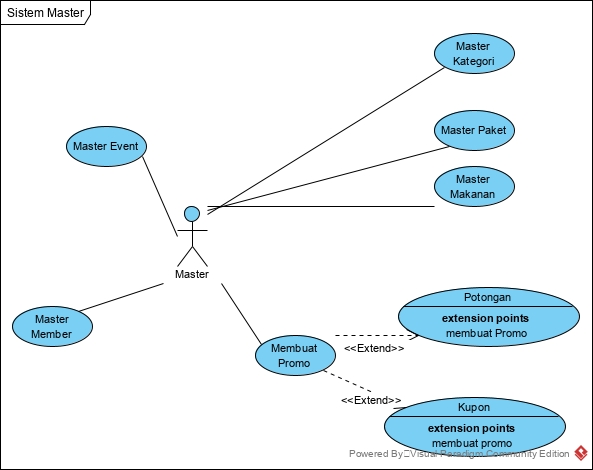 Sistem Master
Master
Kategori
Master Event
Master Paket
Master
Makanan
Master
Master
Member
Membuat
Promo
<<Extend>>
Potongan
extension points
membuat Promo
<<Extend>>
Kupon
extension points
membuat promo
Powered By Visual Paradigm Community Edition